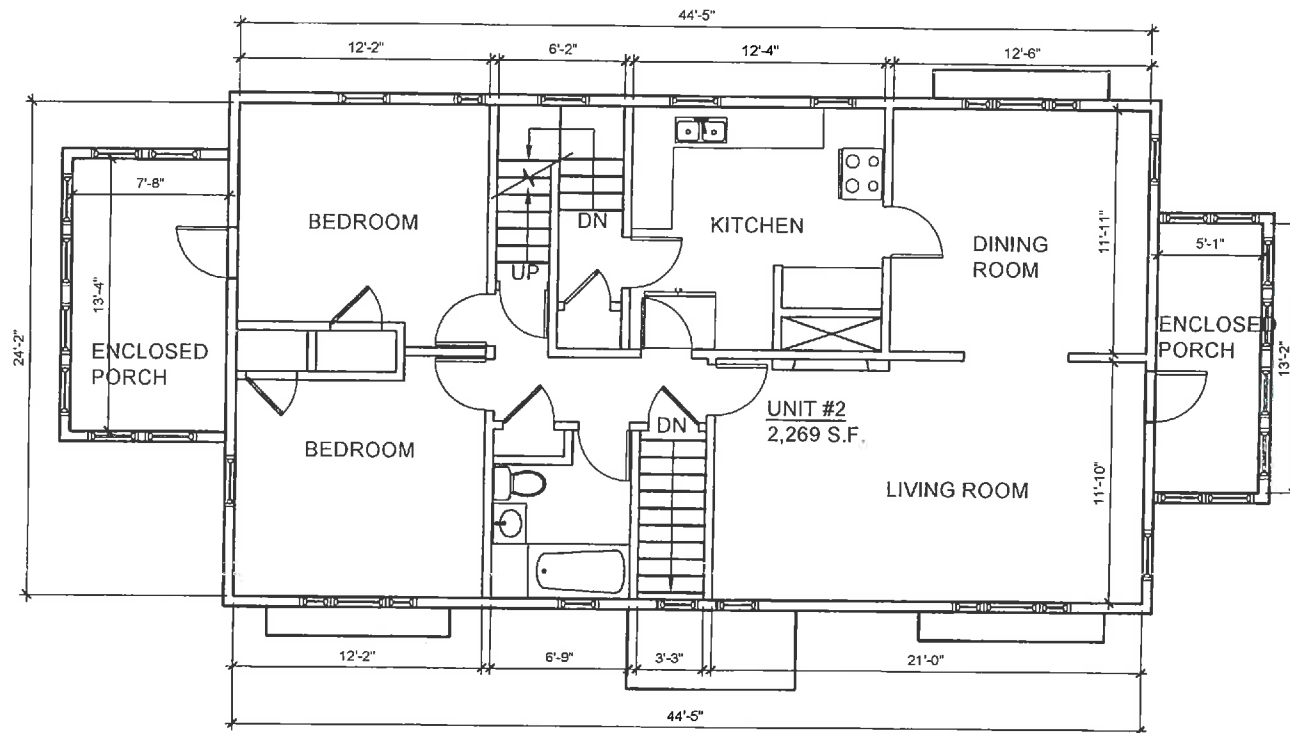 44'-5"
12'-2"
6'-2"
12'-4"
12'-6"
7'-8"
BEDROOM
DN
KITCHEN
DINING
ROOM
11'-11"
5'-1"
UP
13'-4"
24'-2"
ENCLOSED
PORCH
ENCLOSED
PORCH
13'-2"
UNIT #2
2,269 S.F.
DN
BEDROOM
LIVING ROOM
11'-10"
12'-2"
6'-9"
3'-3"
21'-0"
44'-5"